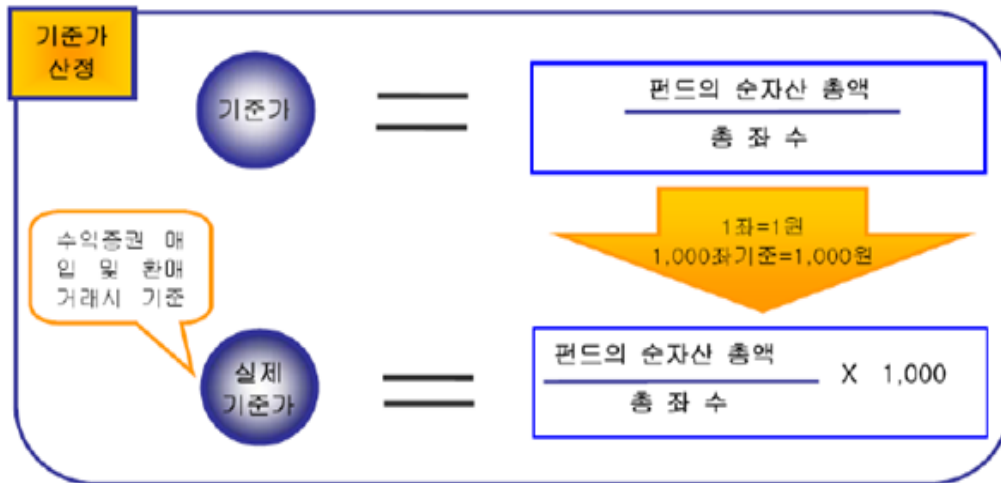 기준가
산정
기준가
펀드의 순자산 총액
총 좌 수
1좌=1원
1,000좌기준=1,000원
수익증권 매
입 및 환매
거래시 기준
실제
기준가
펀드의 순자산 총액
총 좌 수
X 1,000